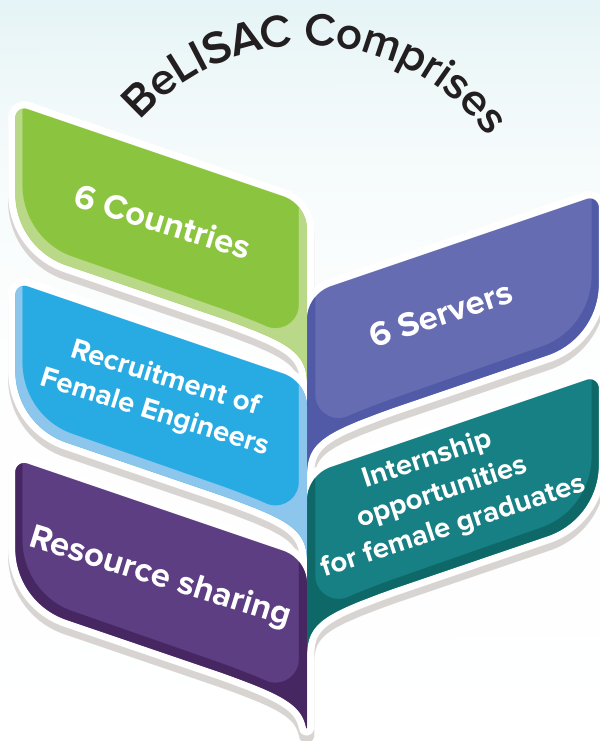 BeLISAC Comprises
6 Countries
6 Servers
Recruitment of
Female Engineers
Internship
opportunities
for female graduates
Resource sharing